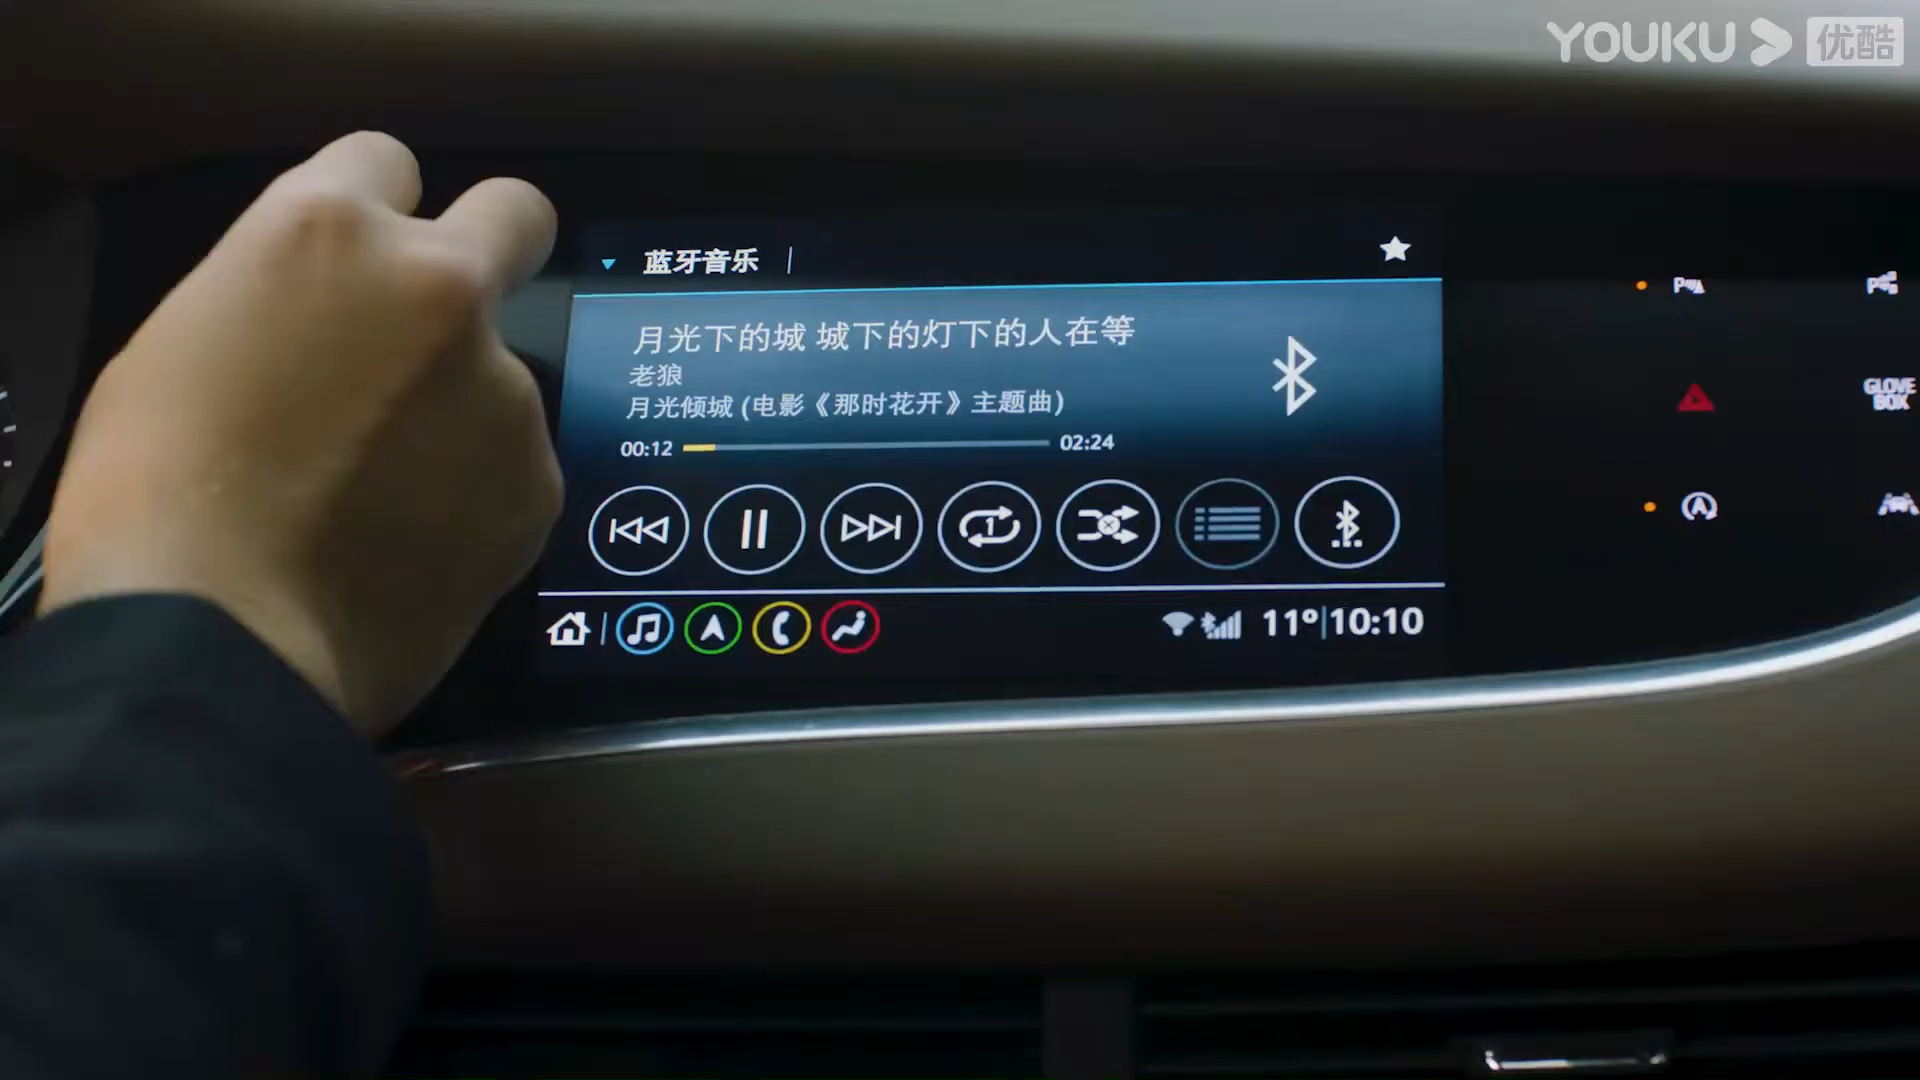 YOUKU 优酷
蓝牙音乐
月光下的城 城下的灯下的人在等
老狼
月光倾城 (电影《那时花开》主题曲)
00:12 02:24
11° 10:10
GLOVE
BOX